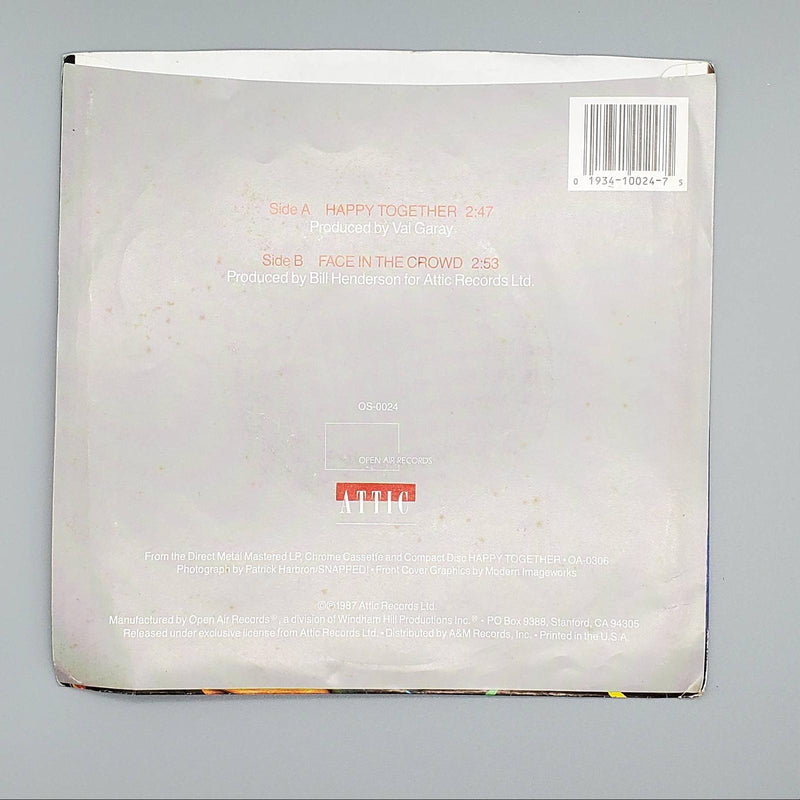 0 1934-10024-7 5
Side A HAPPY TOGETHER 2:47
Produced by Val Garay
Side B FACE IN THE CROWD 2:53
Produced by Bill Henderson for Attic Records Ltd.
OS-0024
OPEN AIR RECORDS
ATTIC
From the Direct Metal Mastered LP, Chrome Cassette and Compact Disc HAPPY TOGETHER • OA-0306
Photograph by Patrick Harbron/SNAPPED! • Front Cover Graphics by Modern Imageworks
©℗ 1987 Attic Records Ltd.
Manufactured by Open Air Records®, a division of Windham Hill Productions Inc.® • PO Box 9388, Stanford, CA 94305
Released under exclusive license from Attic Records Ltd. • Distributed by A&M Records, Inc. • Printed in the U.S.A.